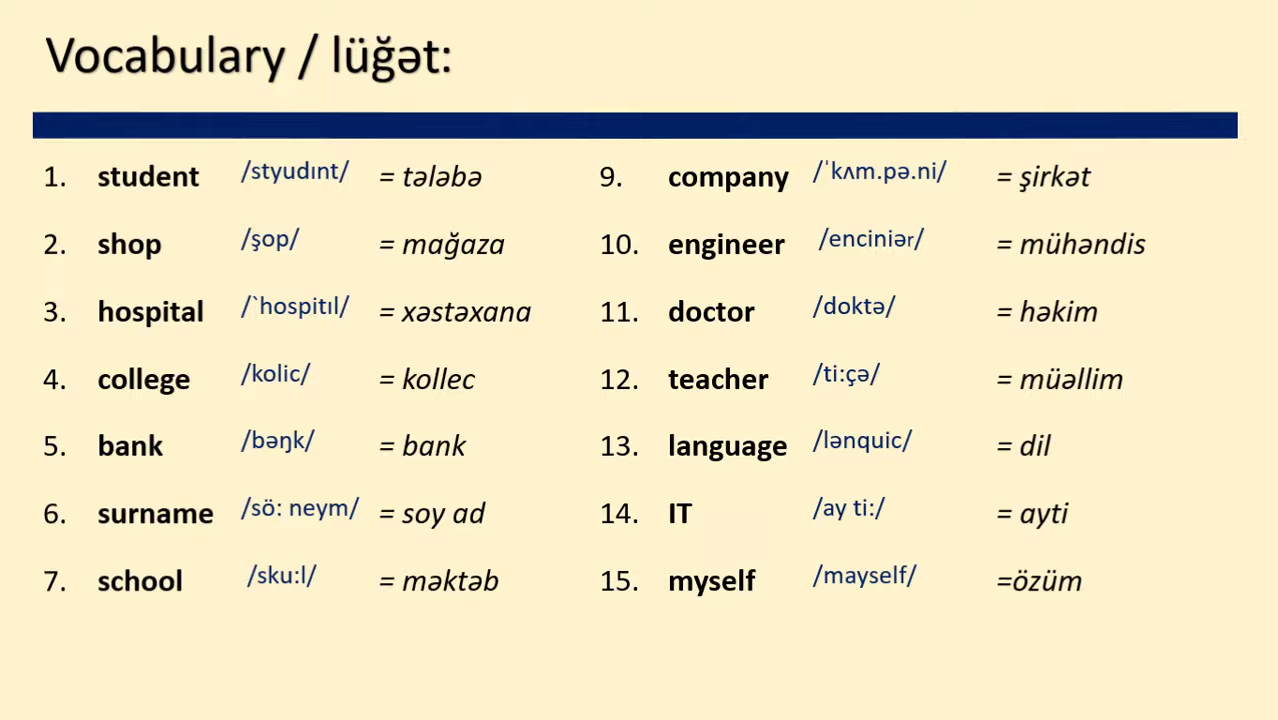 Vocabulary / lüğət:
1. student /styudınt/ = tələbə
2. shop /şop/ = mağaza
3. hospital /`hospitıl/ = xəstəxana
4. college /kolic/ = kollec
5. bank /bəŋk/ = bank
6. surname /sö: neym/ = soy ad
7. school /sku:l/ = məktəb
9. company /ˈkʌm.pə.ni/ = şirkət
10. engineer /enciniər/ = mühəndis
11. doctor /doktə/ = həkim
12. teacher /ti:çə/ = müəllim
13. language /lənquic/ = dil
14. IT /ay ti:/ = ayti
15. myself /mayself/ =özüm